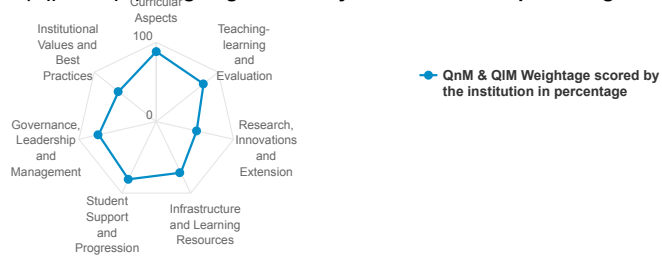 Curricular
Aspects
100
0
Teaching-
learning
and
Evaluation
Research,
Innovations
and
Extension
Infrastructure
and Learning
Resources
Student
Support
and
Progression
Governance,
Leadership
and
Management
Institutional
Values and
Best
Practices
QnM & QlM Weightage scored by
the institution in percentage